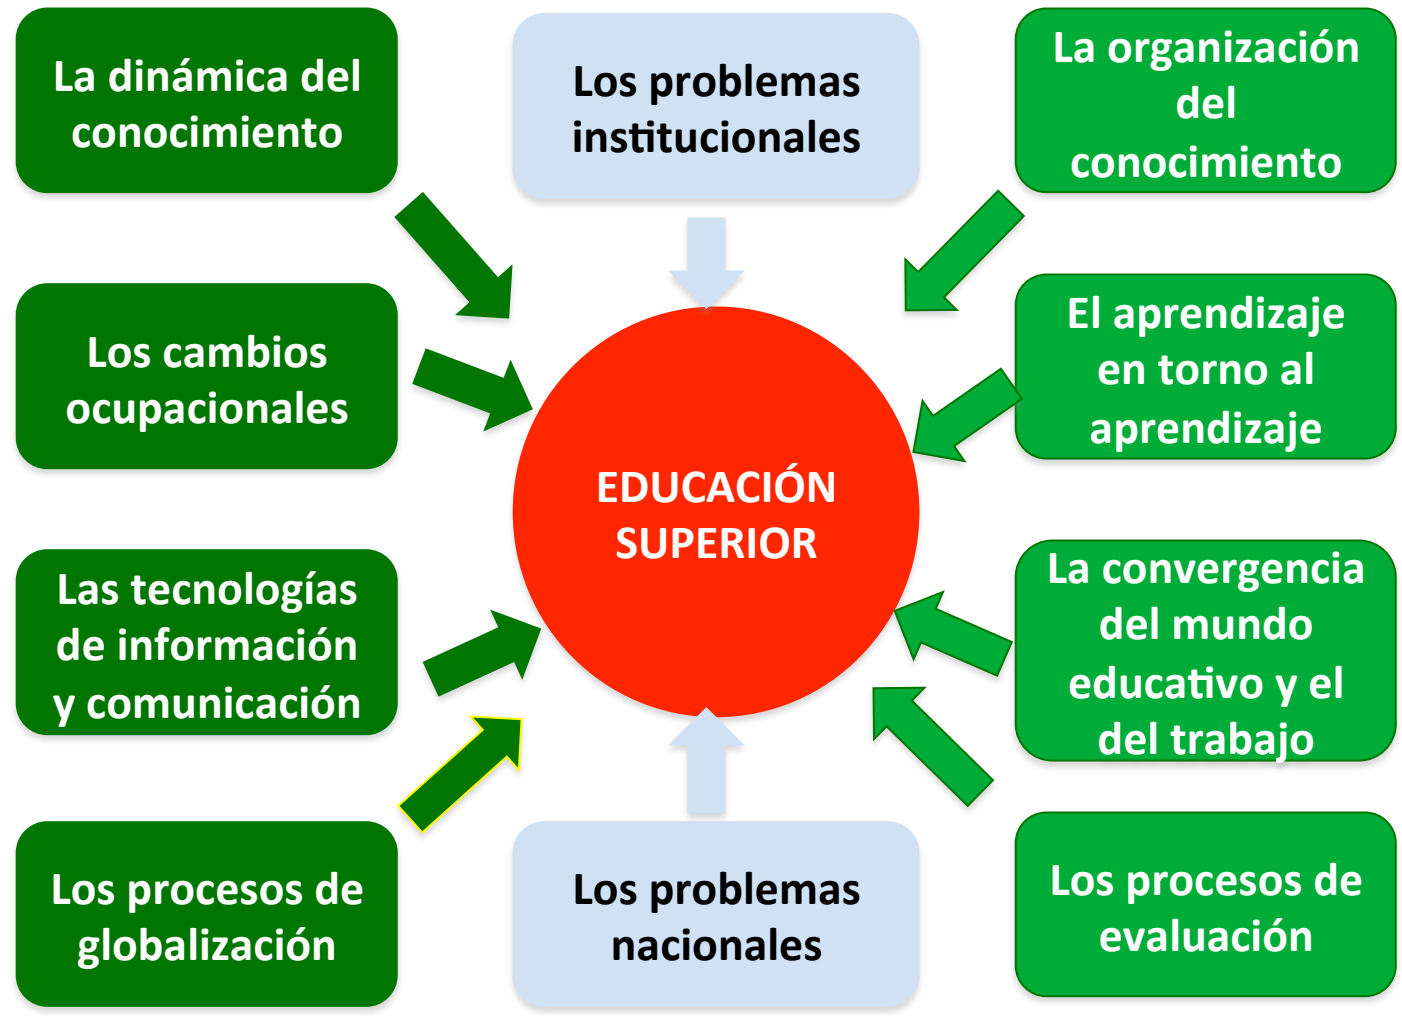 La dinámica del
conocimiento
Los problemas
institucionales
La organización
del
conocimiento
Los cambios
ocupacionales
El aprendizaje
en torno al
aprendizaje
EDUCACIÓN
SUPERIOR
Las tecnologías
de información
y comunicación
La convergencia
del mundo
educativo y el
del trabajo
Los procesos de
globalización
Los problemas
nacionales
Los procesos de
evaluación